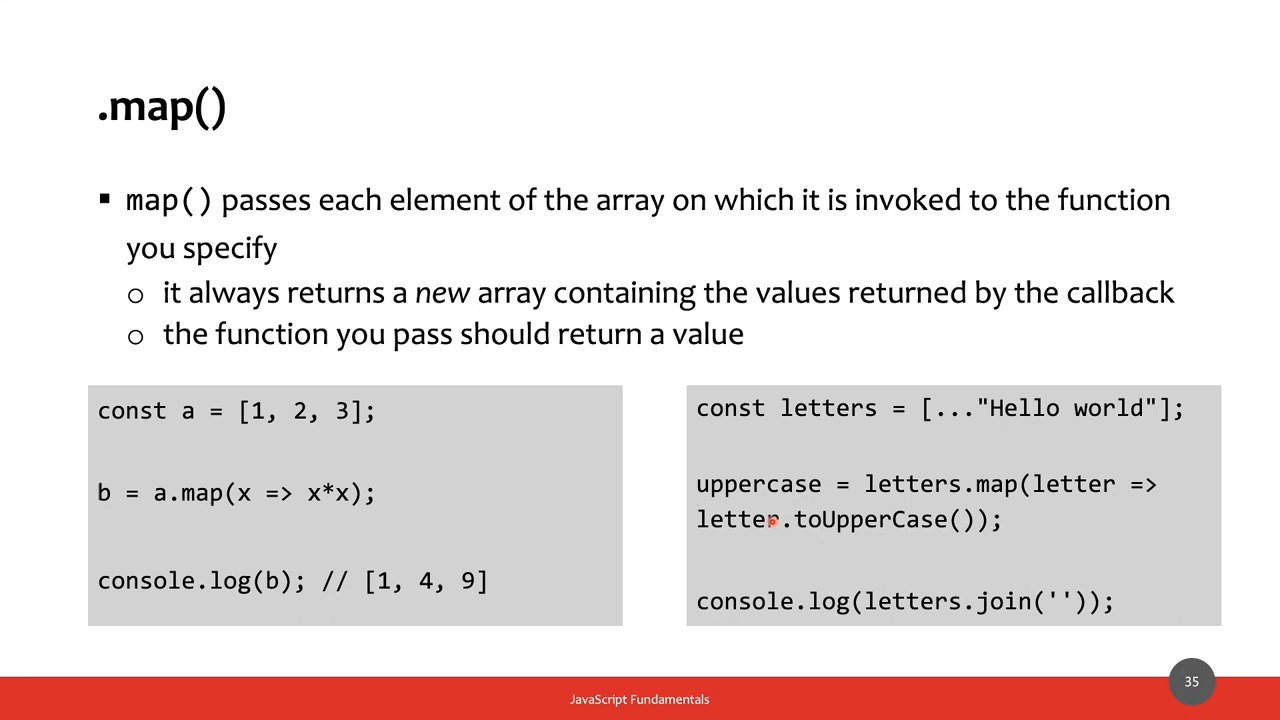 .map()
▪ map() passes each element of the array on which it is invoked to the function
you specify
o it always returns a new array containing the values returned by the callback
o the function you pass should return a value
const a = [1, 2, 3];
b = a.map(x => x*x);
console.log(b); // [1, 4, 9]
const letters = [..."Hello world"];
uppercase = letters.map(letter =>
letter.toUpperCase());
console.log(letters.join(''));
35
JavaScript Fundamentals